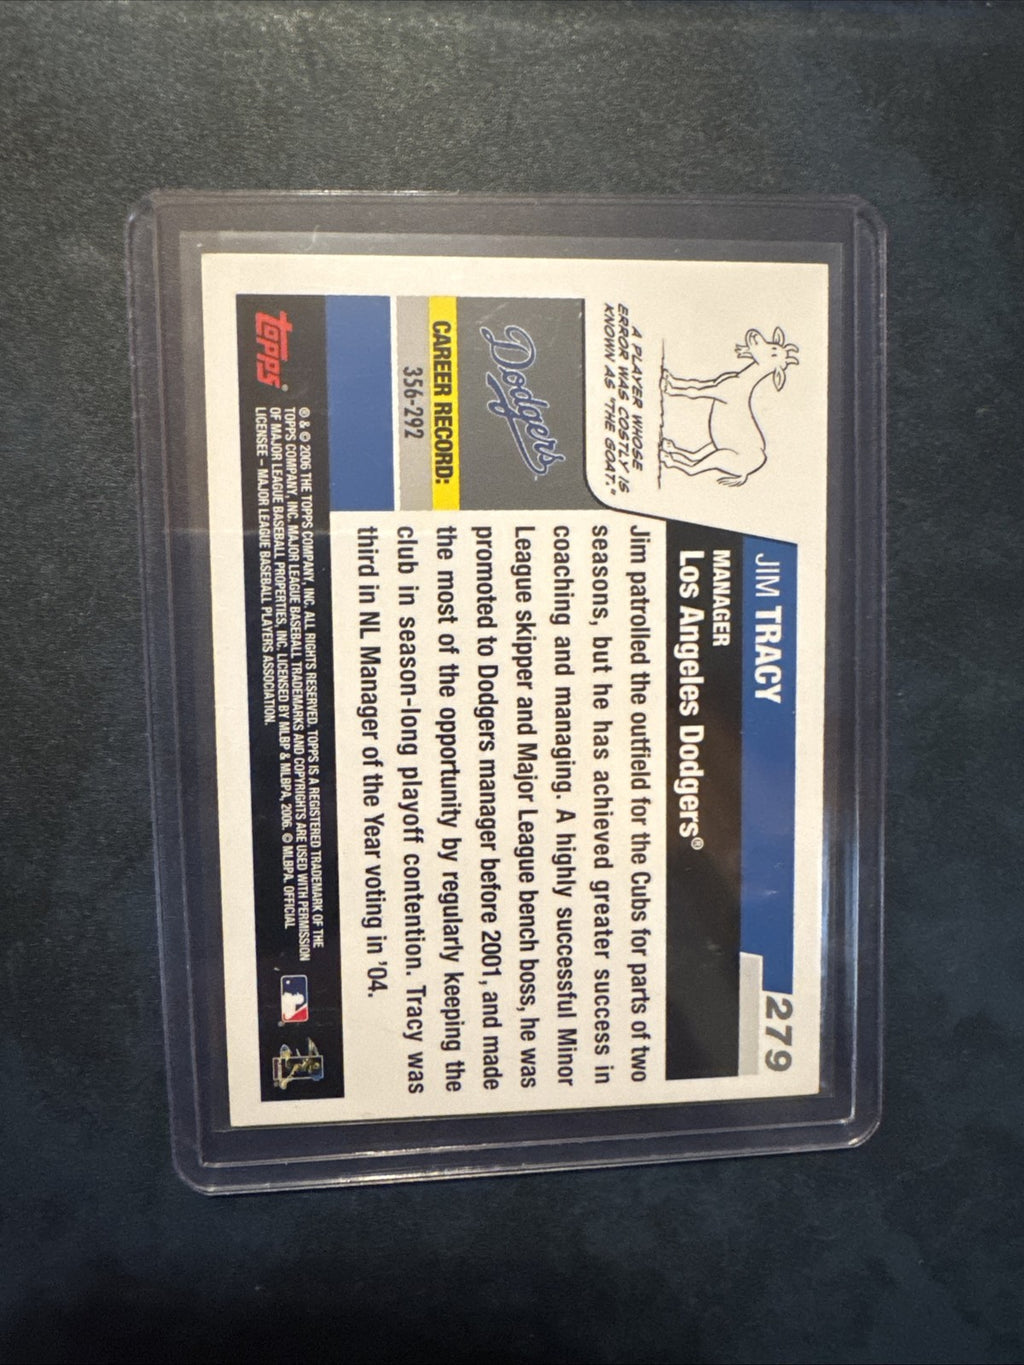 A PLAYER WHOSE
ERROR WAS COSTLY IS
KNOWN AS "THE GOAT."
JIM TRACY
279
MANAGER
Los Angeles Dodgers®
Dodgers
CAREER RECORD:
356-292
Jim patrolled the outfield for the Cubs for parts of two
seasons, but he has achieved greater success in
coaching and managing. A highly successful Minor
League skipper and Major League bench boss, he was
promoted to Dodgers manager before 2001, and made
the most of the opportunity by regularly keeping the
club in season-long playoff contention. Tracy was
third in NL Manager of the Year voting in '04.
topps®
® & © 2006 THE TOPPS COMPANY, INC. ALL RIGHTS RESERVED. TOPPS IS A REGISTERED TRADEMARK OF THE
TOPPS COMPANY, INC. MAJOR LEAGUE BASEBALL TRADEMARKS AND COPYRIGHTS ARE USED WITH PERMISSION
OF MAJOR LEAGUE BASEBALL PROPERTIES, INC. LICENSED BY MLBP & MLBPA, 2006. © MLBPA, OFFICIAL
LICENSEE – MAJOR LEAGUE BASEBALL PLAYERS ASSOCIATION.